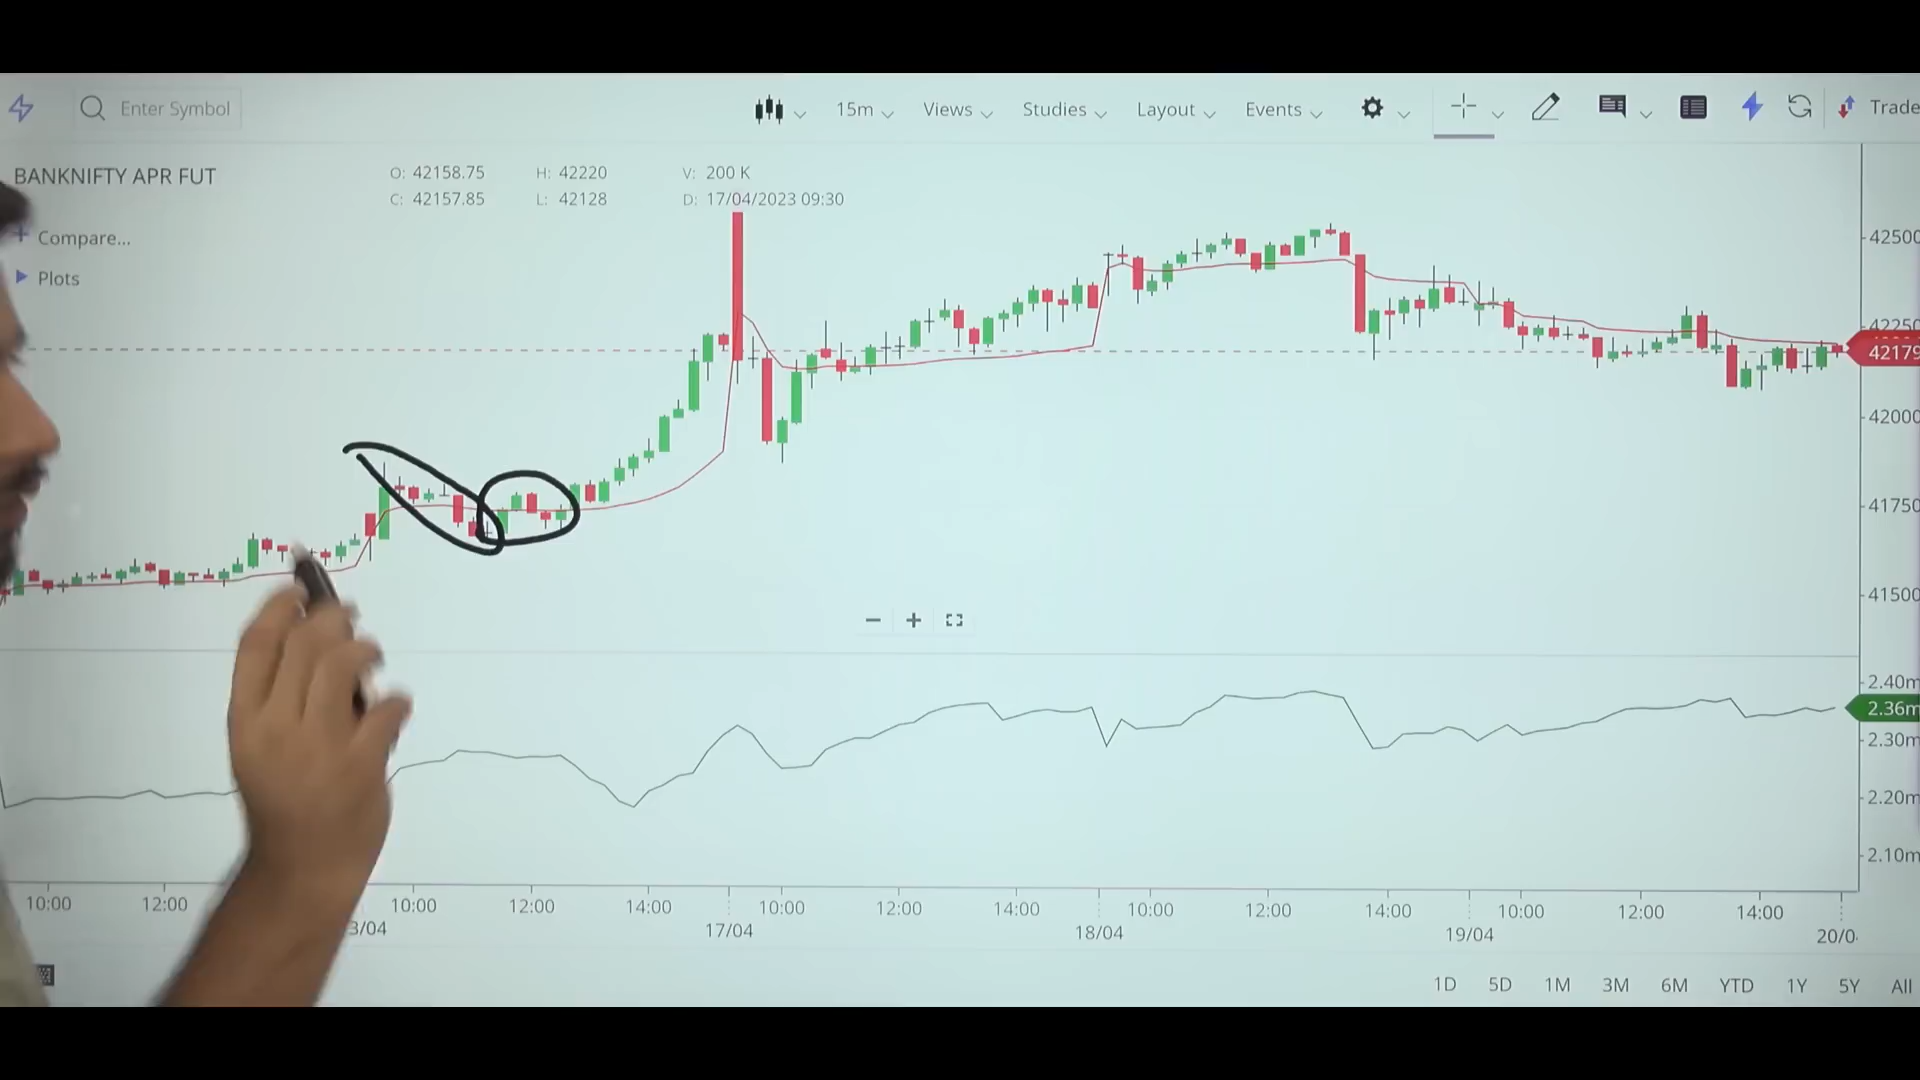 Enter Symbol
15m
Views
Studies
Layout
Events
Trade
BANKNIFTY APR FUT
O: 42158.75 H: 42220 V: 200 K
C: 42157.85 L: 42128 D: 17/04/2023 09:30
Compare...
Plots
42500
42250
42179
42000
41750
41500
2.40m
2.36m
2.30m
2.20m
2.10m
10:00 12:00 10:00 12:00 14:00 10:00 12:00 14:00 10:00 12:00 14:00 10:00 12:00 14:00
3/04 17/04 18/04 19/04 20/0
1D 5D 1M 3M 6M YTD 1Y 5Y All